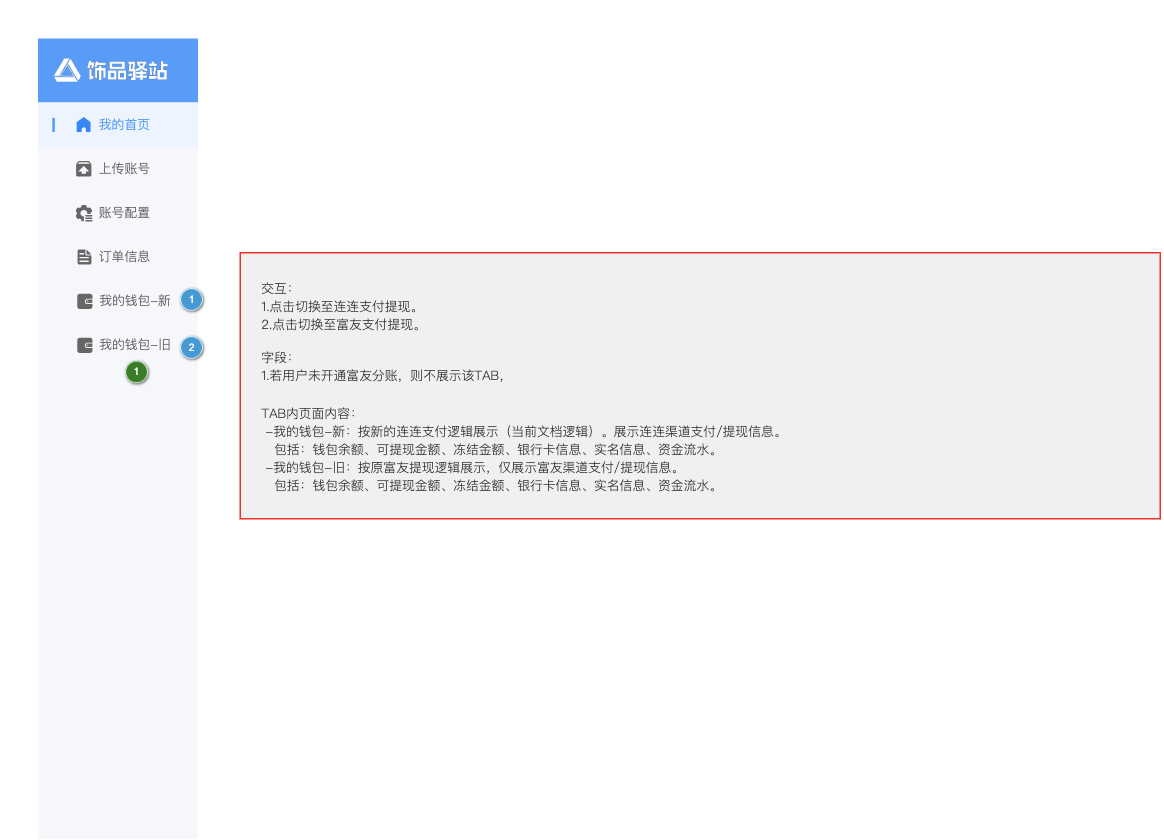 饰品驿站
我的首页
上传账号
账号配置
订单信息
我的钱包-新 1
我的钱包-旧 2
1
交互:
1.点击切换至连连支付提现。
2.点击切换至富友支付提现。
字段:
1.若用户未开通富友分账，则不展示该TAB,
TAB内页面内容:
-我的钱包-新：按新的连连支付逻辑展示（当前文档逻辑）。展示连连渠道支付/提现信息。
包括：钱包余额、可提现金额、冻结金额、银行卡信息、实名信息、资金流水。
-我的钱包-旧：按原富友提现逻辑展示，仅展示富友渠道支付/提现信息。
包括：钱包余额、可提现金额、冻结金额、银行卡信息、实名信息、资金流水。